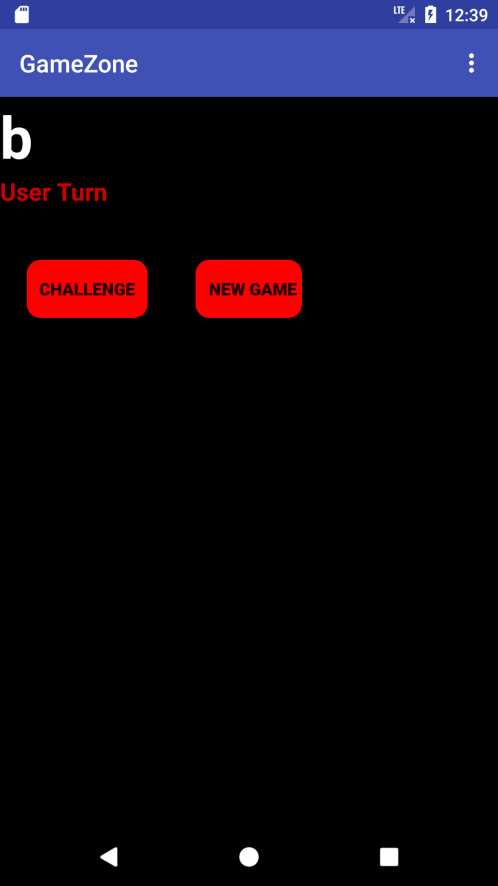 LTE 12:39
GameZone
b
User Turn
CHALLENGE NEW GAME